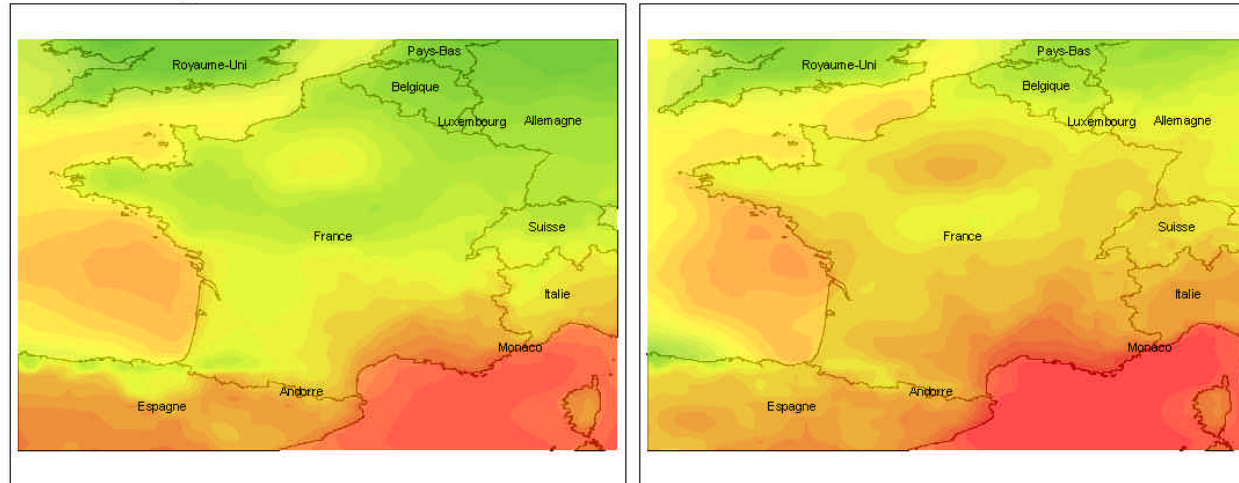 Pays-Bas
Royaume-Uni
Belgique
Luxembourg
Allemagne
Suisse
France
Italie
Monaco
Andorre
Espagne
Pays-Bas
Royaume-Uni
Belgique
Luxembourg
Allemagne
Suisse
France
Italie
Monaco
Andorre
Espagne